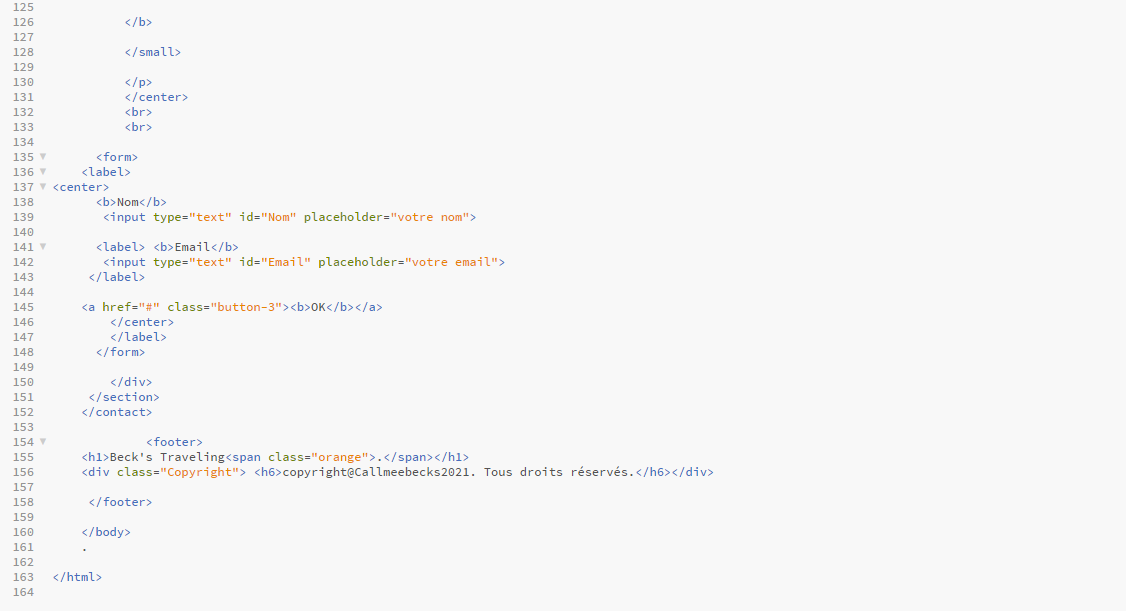 125
126 </b>
127
128 </small>
129
130 </p>
131 </center>
132 <br>
133 <br>
134
135 <form>
136 <label>
137 <center>
138 <b>Nom</b>
139 <input type="text" id="Nom" placeholder="votre nom">
140
141 <label> <b>Email</b>
142 <input type="text" id="Email" placeholder="votre email">
143 </label>
144
145 <a href="#" class="button-3"><b>OK</b></a>
146 </center>
147 </label>
148 </form>
149
150 </div>
151 </section>
152 </contact>
153
154 <footer>
155 <h1>Beck's Traveling<span class="orange">.</span></h1>
156 <div class="Copyright"> <h6>copyright@Callmeebecks2021. Tous droits réservés.</h6></div>
157
158 </footer>
159
160 </body>
161 .
162
163 </html>
164